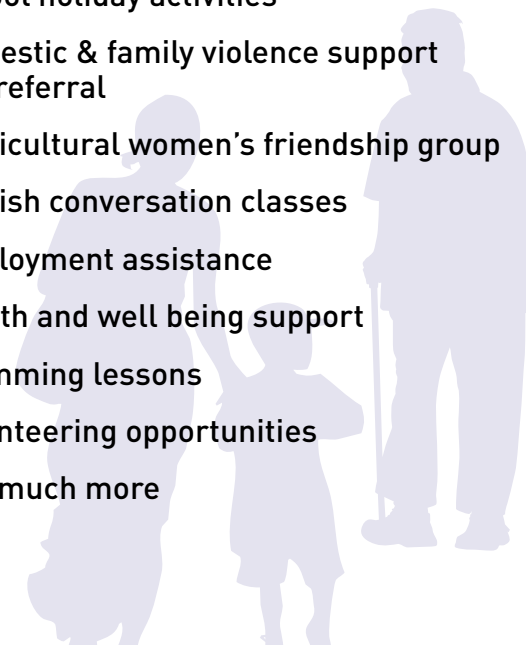 ool holiday activities
estic & family violence support
referral
icultural women’s friendship group
ish conversation classes
loyment assistance
th and well being support
mming lessons
nteering opportunities
much more